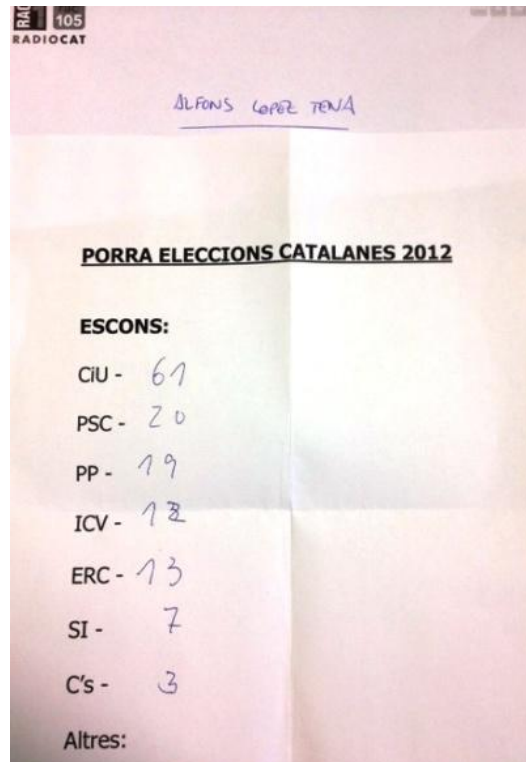 105
RADIOCAT
ALFONS LOPEZ TENA
PORRA ELECCIONS CATALANES 2012
ESCONS:
CiU - 61
PSC - 20
PP - 19
ICV - 12
ERC - 13
SI - 7
C's - 3
Altres: